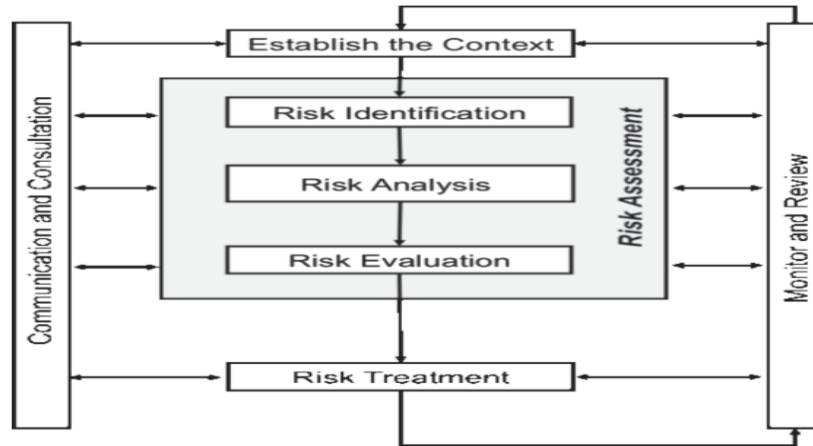 Establish the Context
Communication and Consultation
Risk Identification
Risk Assessment
Monitor and Review
Risk Analysis
Risk Evaluation
Risk Treatment